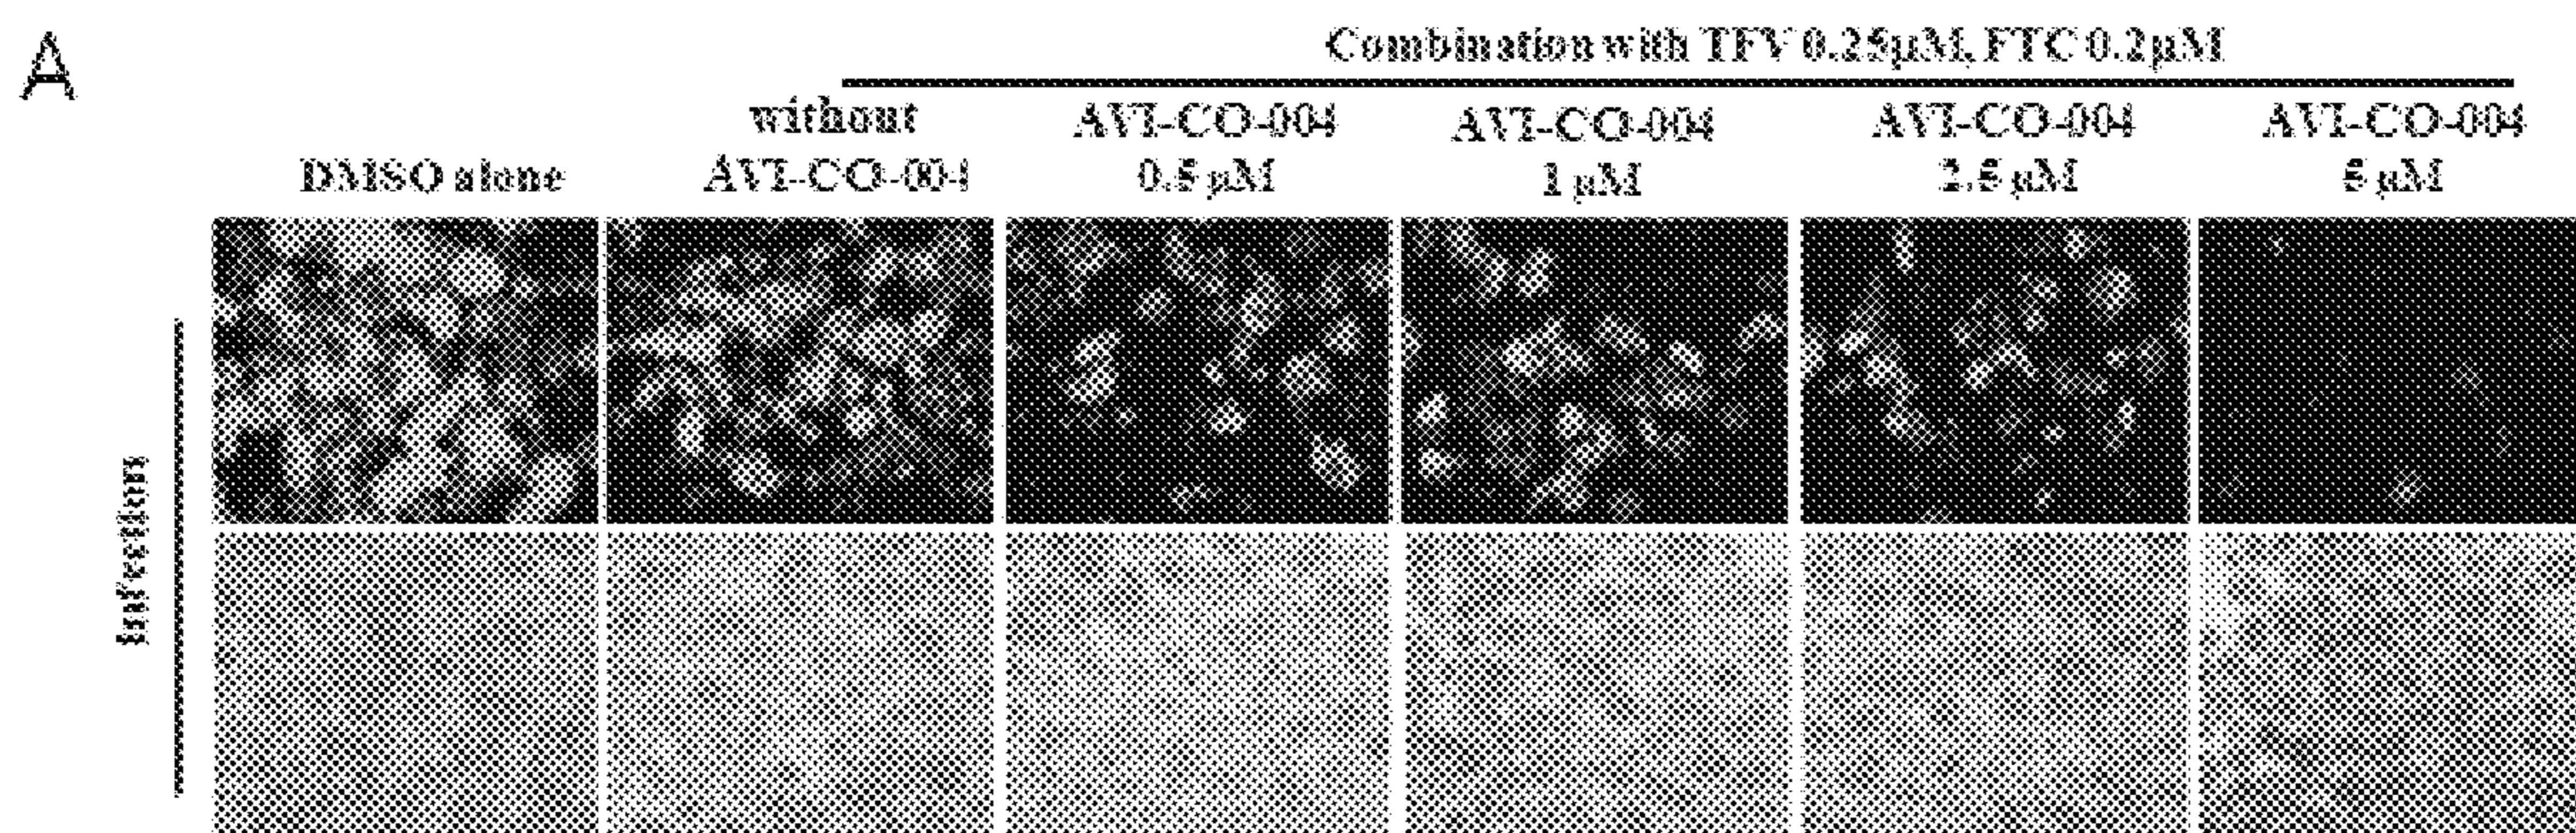 A
Combination with TFV 0.25µM, FTC 0.2µM
without
AVI-CO-004
AVI-CO-004
AVI-CO-004
AVI-CO-004
DMSO alone
AVI-CO-004
0.5 µM
1 µM
2.5 µM
5 µM
Infection